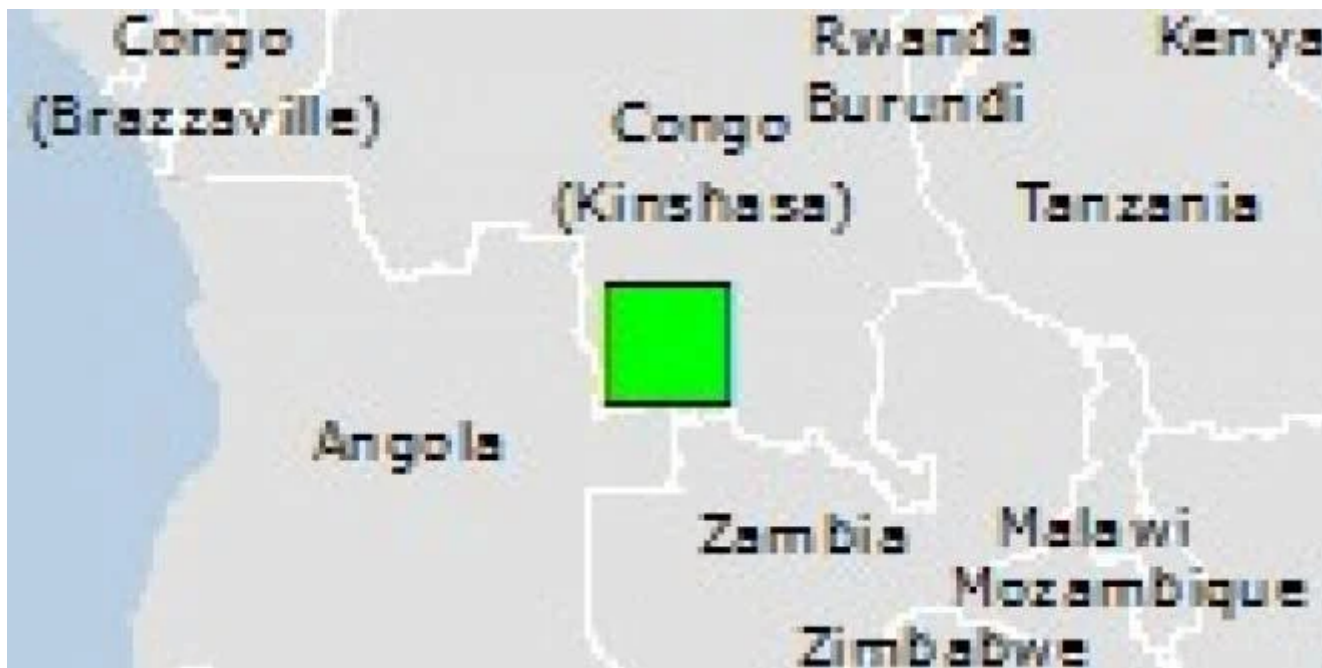 Congo
(Brazzaville)
Congo
(Kinshasa)
Rwanda
Burundi
Kenya
Tanzania
Angola
Zambia
Malawi
Mozambique
Zimbabwe